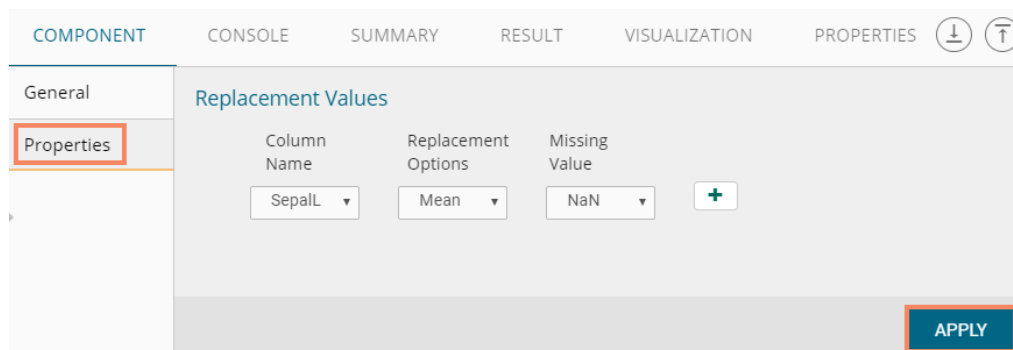 COMPONENT CONSOLE SUMMARY RESULT VISUALIZATION PROPERTIES
General
Replacement Values
Properties
Column Name
Replacement Options
Missing Value
SepalL Mean NaN
APPLY